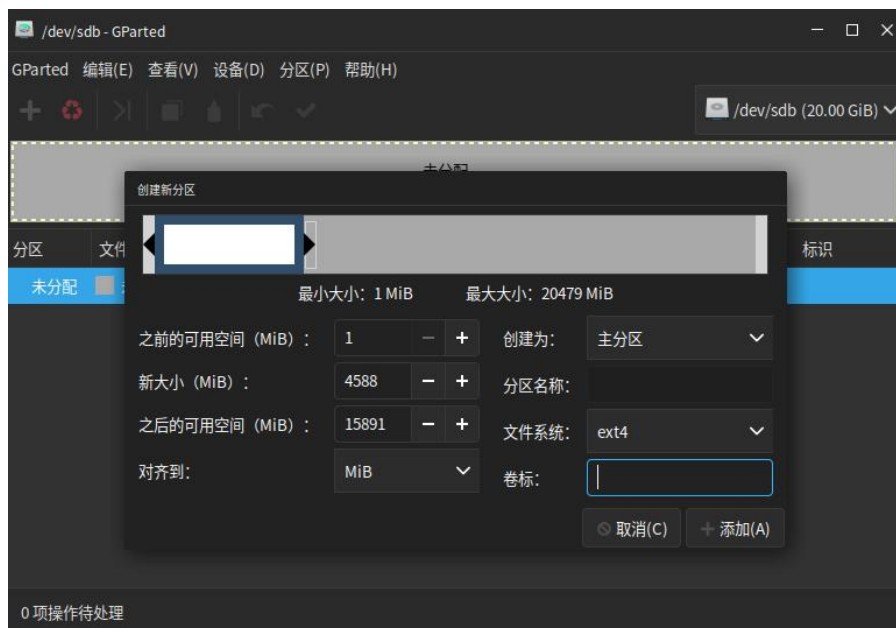 /dev/sdb - GParted
GParted 编辑(E) 查看(V) 设备(D) 分区(P) 帮助(H)
/dev/sdb (20.00 GiB)
未分配
创建新分区
分区 文件 标识
未分配
最小大小：1 MiB 最大大小：20479 MiB
之前的可用空间（MiB）： 1 创建为： 主分区
新大小（MiB）： 4588 分区名称：
之后的可用空间（MiB）： 15891 文件系统： ext4
对齐到： MiB 卷标：
取消(C) 添加(A)
0 项操作待处理